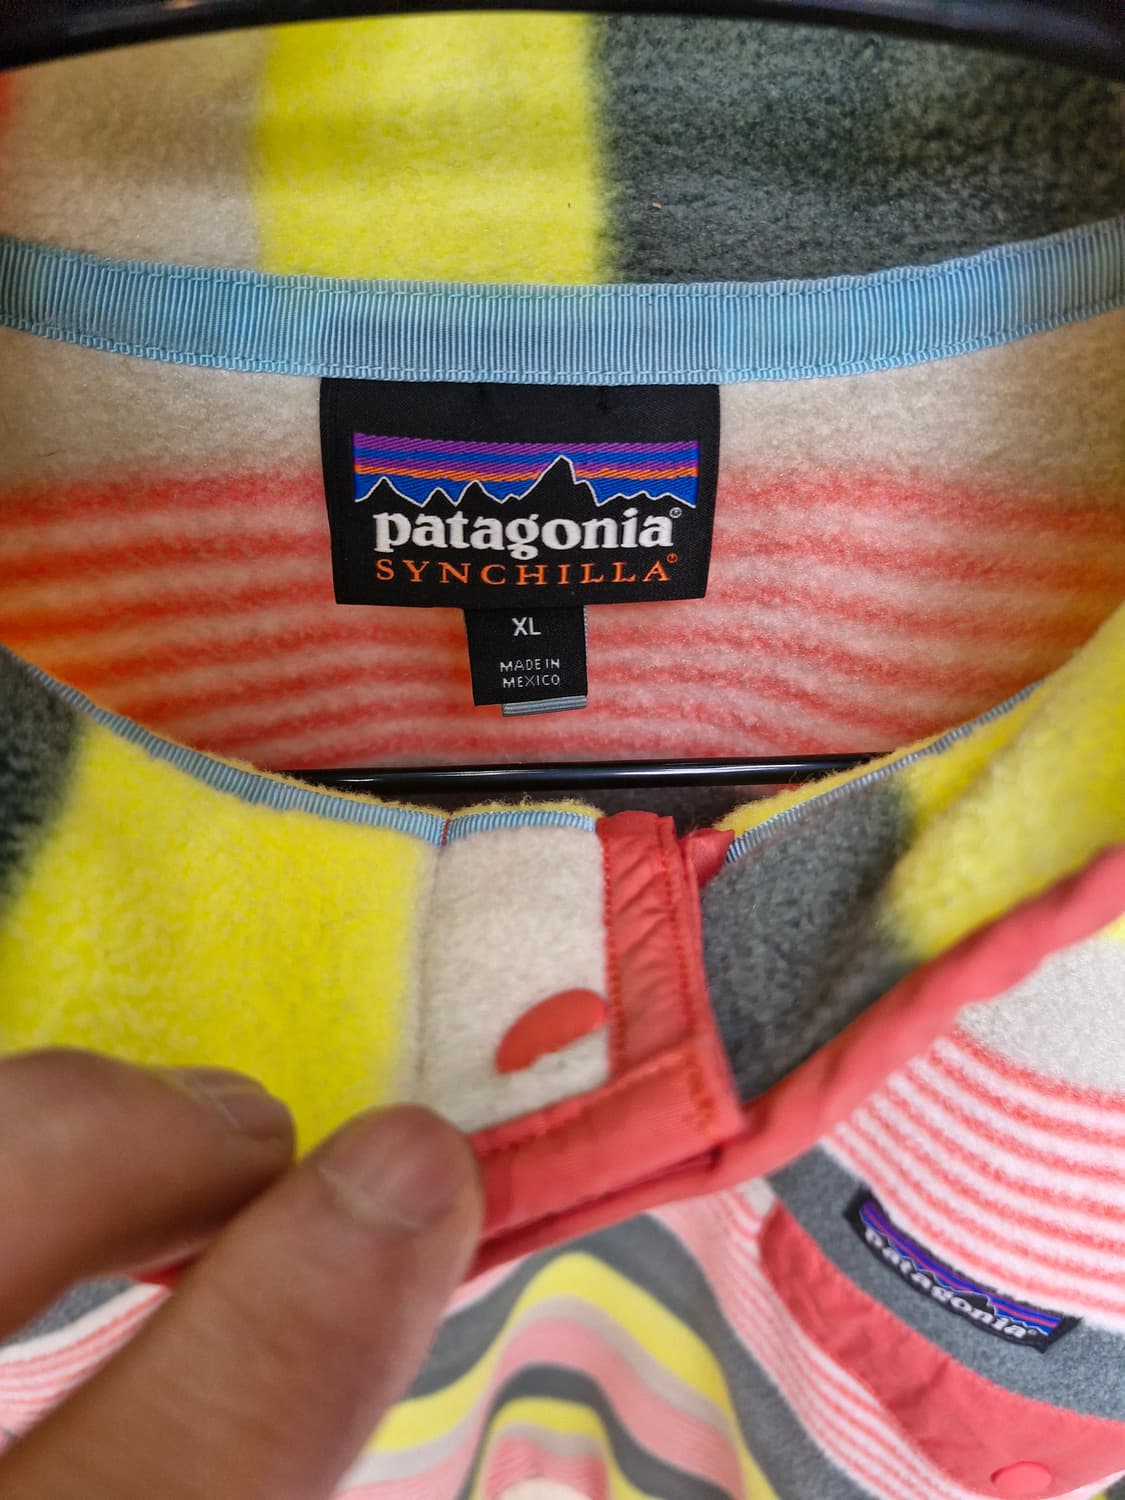 patagonia®
SYNCHILLA®
XL
MADE IN
MEXICO
patagonia